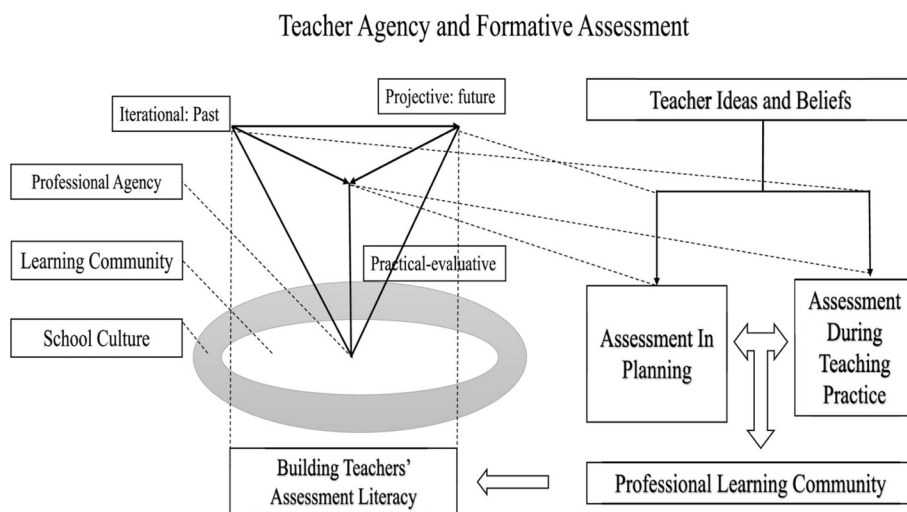 Teacher Agency and Formative Assessment
Iterational: Past
Projective: future
Professional Agency
Learning Community
School Culture
Practical-evaluative
Building Teachers'
Assessment Literacy
Teacher Ideas and Beliefs
Assessment In
Planning
Assessment
During
Teaching
Practice
Professional Learning Community